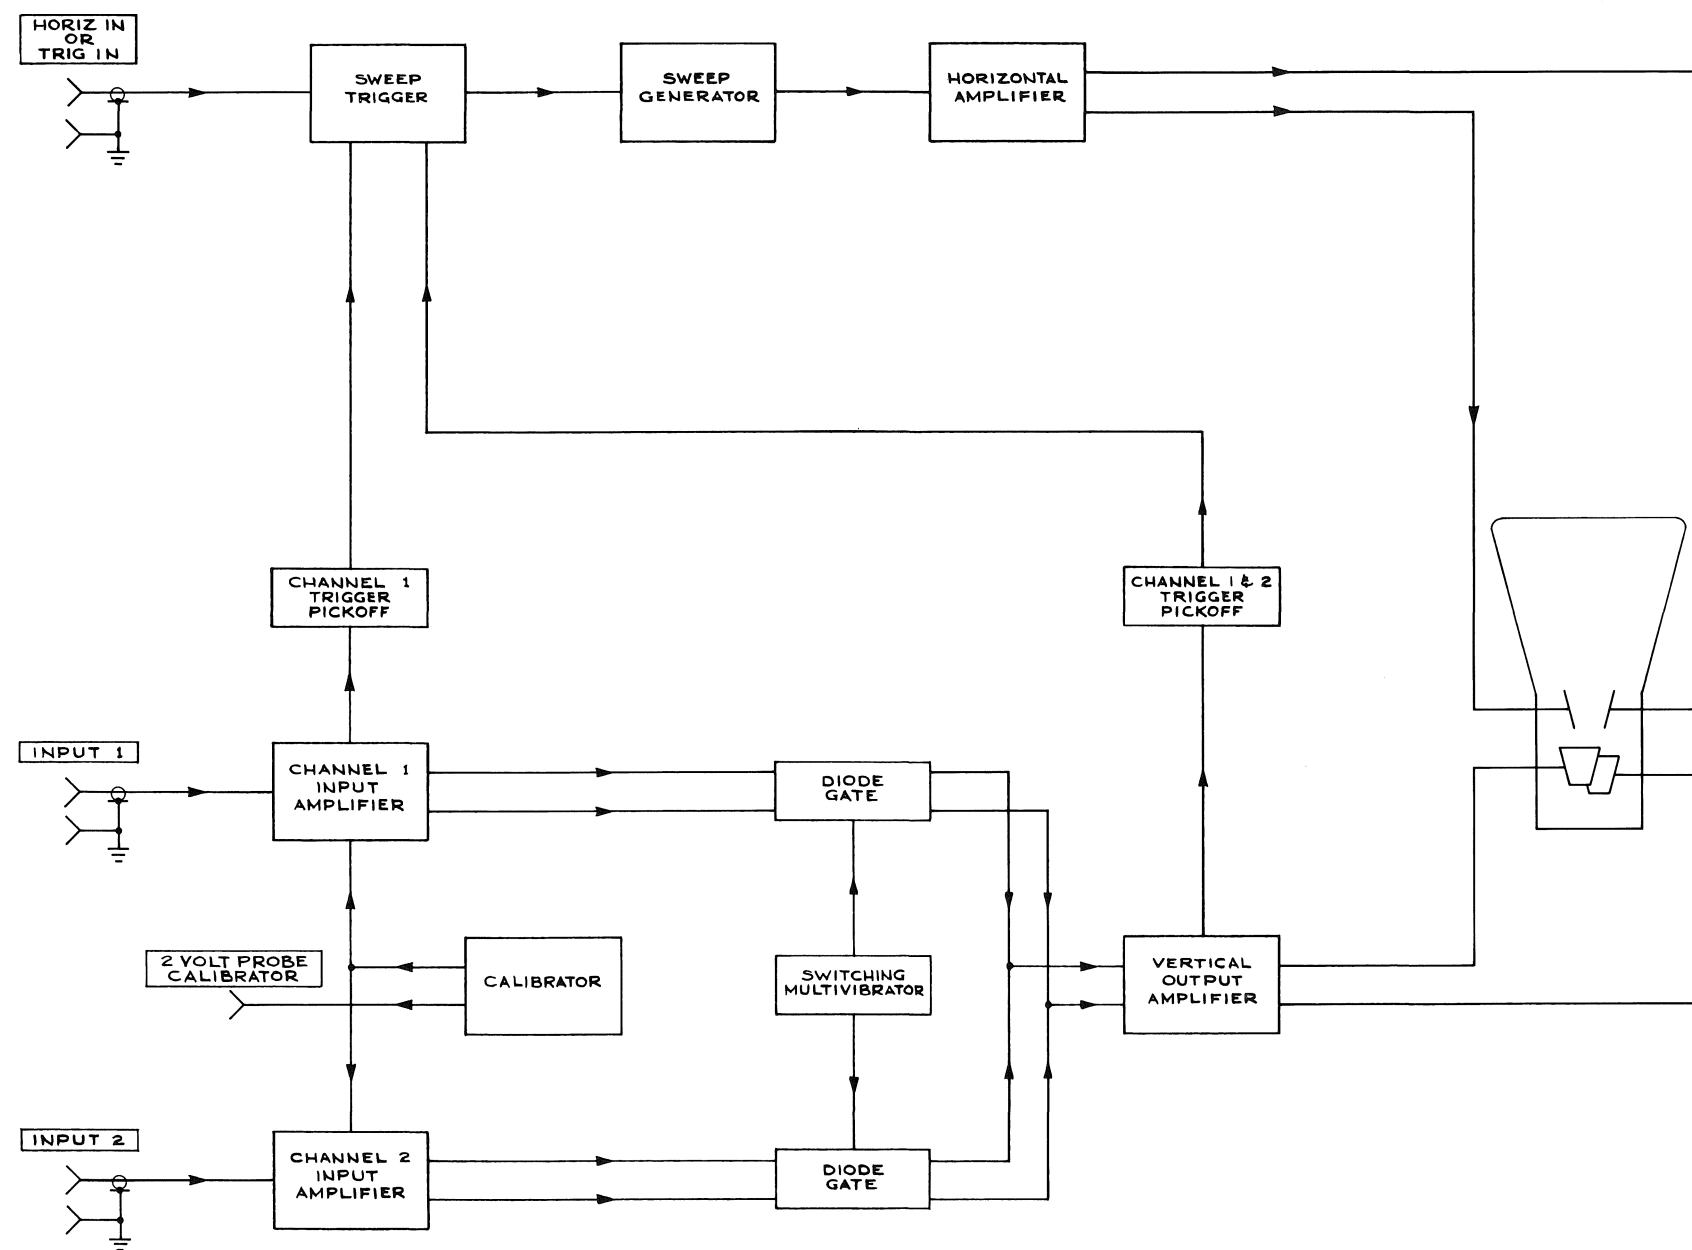 HORIZ IN
OR
TRIG IN
SWEEP
TRIGGER
SWEEP
GENERATOR
HORIZONTAL
AMPLIFIER
CHANNEL 1
TRIGGER
PICKOFF
CHANNEL 1 & 2
TRIGGER
PICKOFF
INPUT 1
CHANNEL 1
INPUT
AMPLIFIER
DIODE
GATE
2 VOLT PROBE
CALIBRATOR
CALIBRATOR
SWITCHING
MULTIVIBRATOR
VERTICAL
OUTPUT
AMPLIFIER
INPUT 2
CHANNEL 2
INPUT
AMPLIFIER
DIODE
GATE